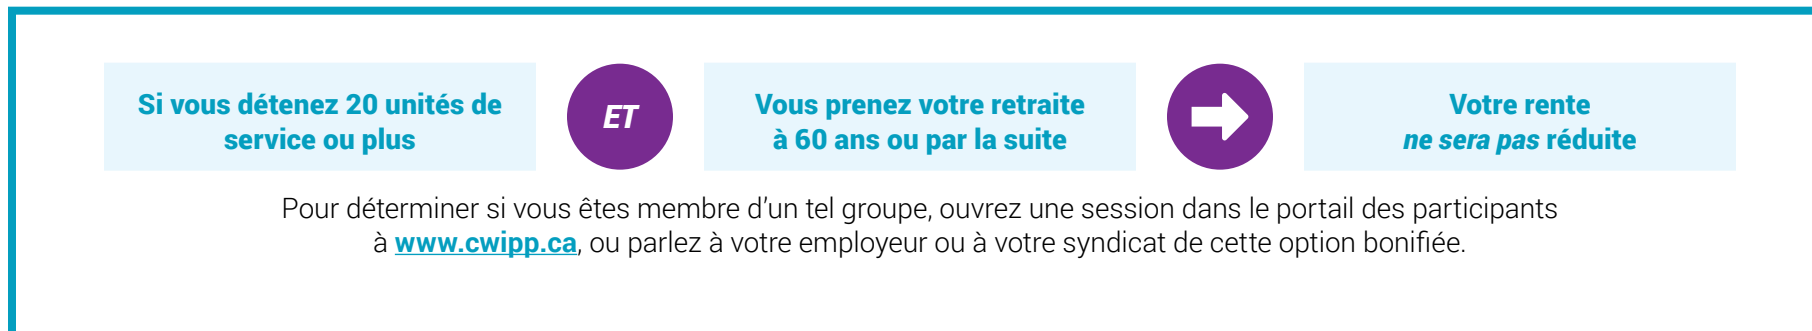 Si vous détenez 20 unités de
service ou plus
ET
Vous prenez votre retraite
à 60 ans ou par la suite
Votre rente
ne sera pas réduite
Pour déterminer si vous êtes membre d’un tel groupe, ouvrez une session dans le portail des participants
à www.cwipp.ca, ou parlez à votre employeur ou à votre syndicat de cette option bonifiée.